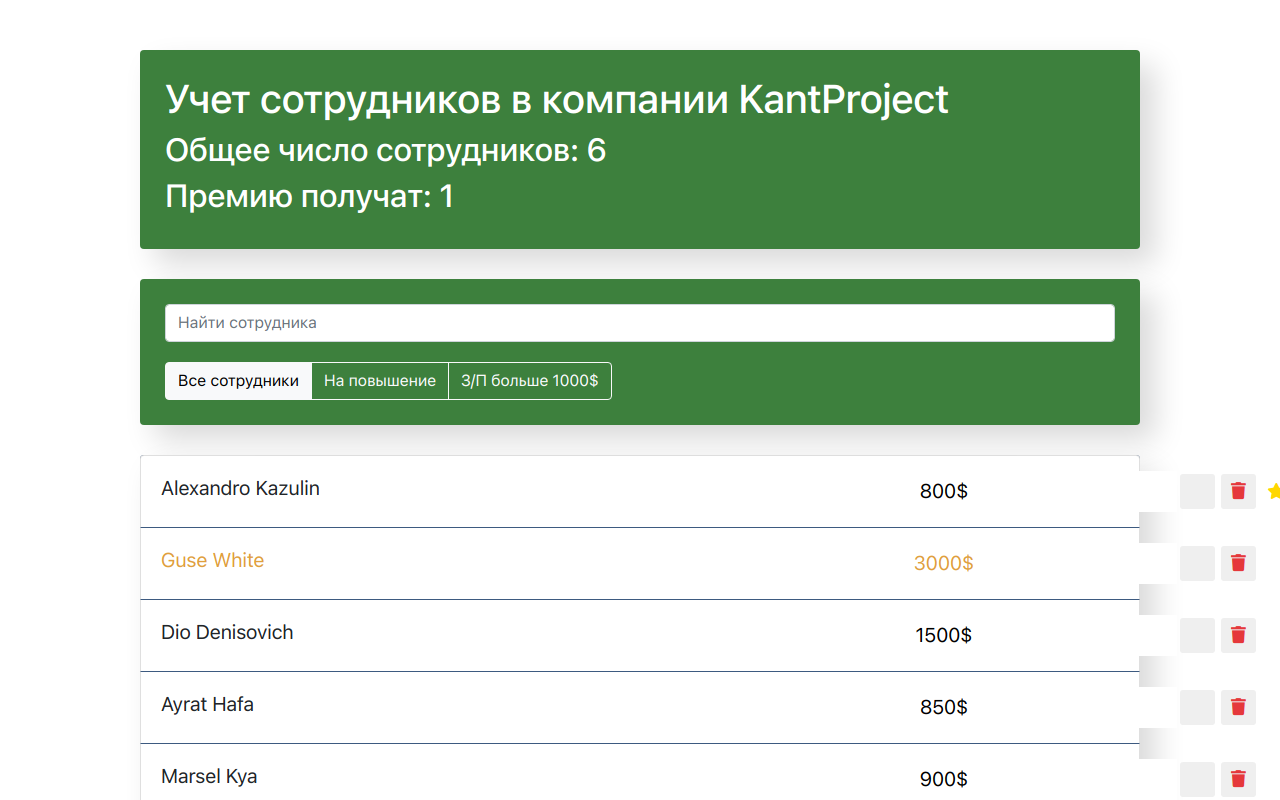 Учет сотрудников в компании KantProject
Общее число сотрудников: 6
Премию получат: 1
Найти сотрудника
Все сотрудники На повышение З/П больше 1000$
Alexandro Kazulin 800$
Guse White 3000$
Dio Denisovich 1500$
Ayrat Hafa 850$
Marsel Kya 900$